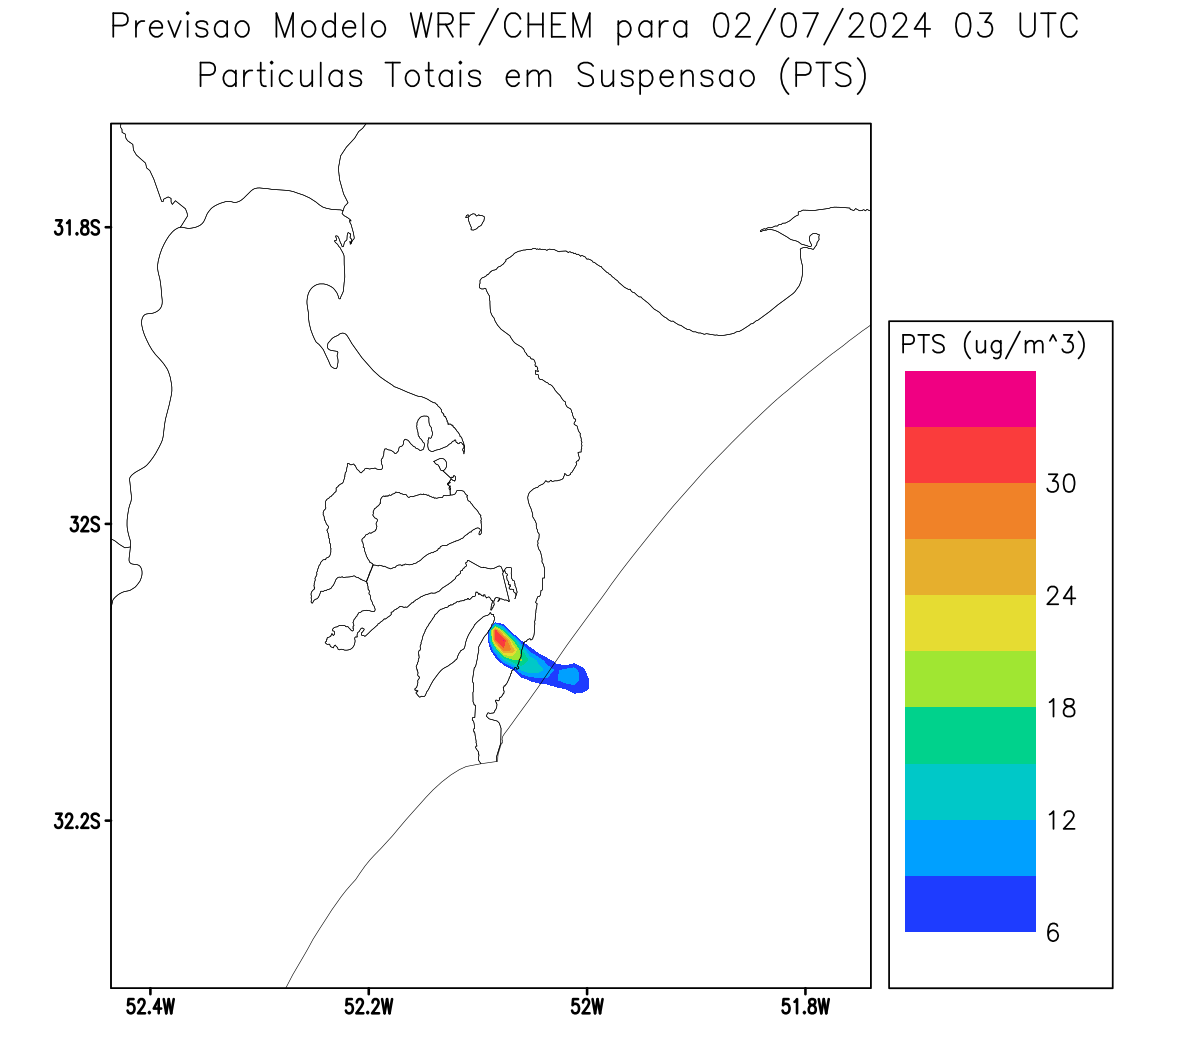 Previsao Modelo WRF/CHEM para 02/07/2024 03 UTC
Particulas Totais em Suspensao (PTS)
31.8S
32S
32.2S
52.4W
52.2W
52W
51.8W
PTS (ug/m^3)
30
24
18
12
6